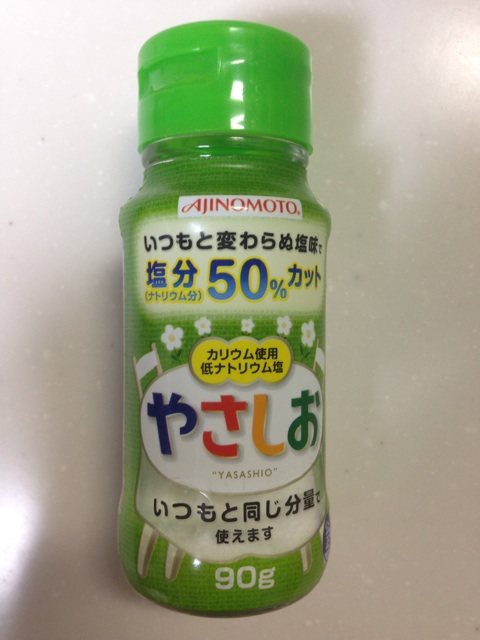 AJINOMOTO®
いつもと変わらぬ塩味で
塩分50%カット
(ナトリウム分)
カリウム使用
低ナトリウム塩
やさしお
"YASASHIO"
いつもと同じ分量で
使えます
90g